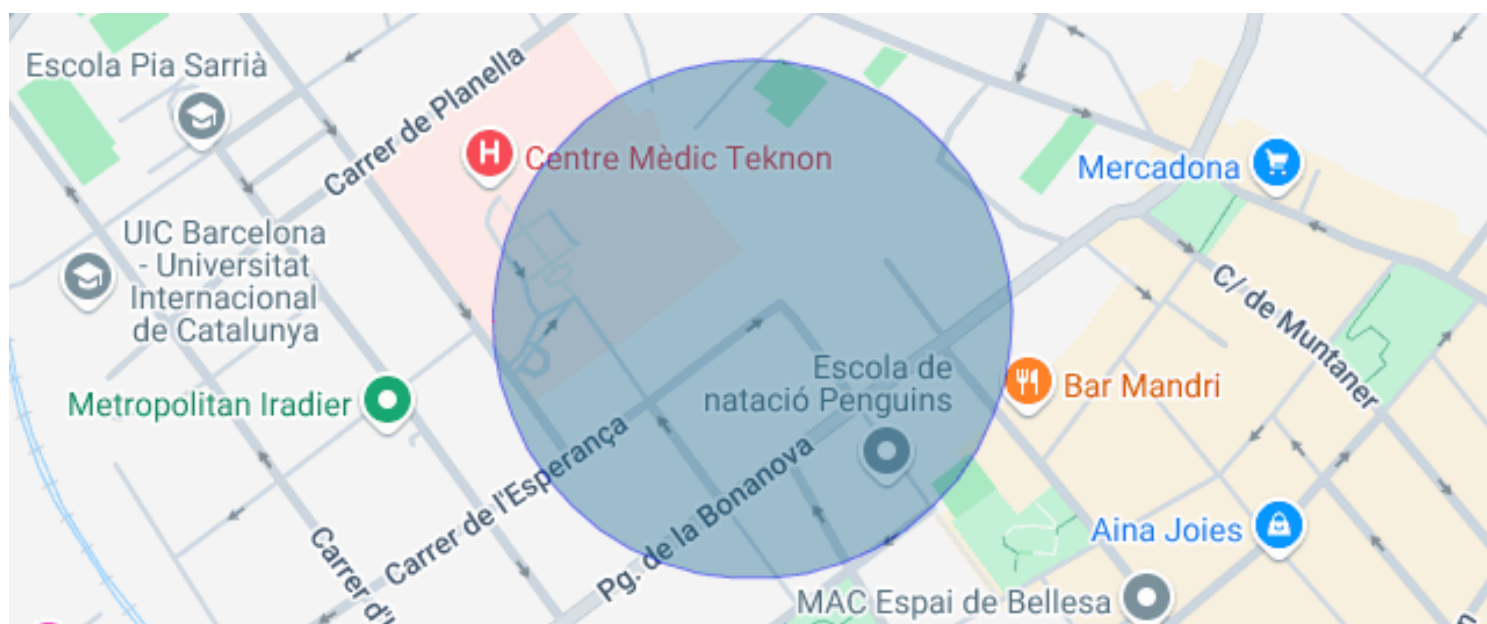 Escola Pia Sarrià
Carrer de Planella
H
Centre Mèdic Teknon
Mercadona
UIC Barcelona
- Universitat
Internacional
de Catalunya
C/ de Muntaner
Metropolitan Iradier
Escola de
natació Penguins
Bar Mandri
Carrer de l'Esperança
Pg. de la Bonanova
Carrer d'
Aina Joies
MAC Espai de Bellesa